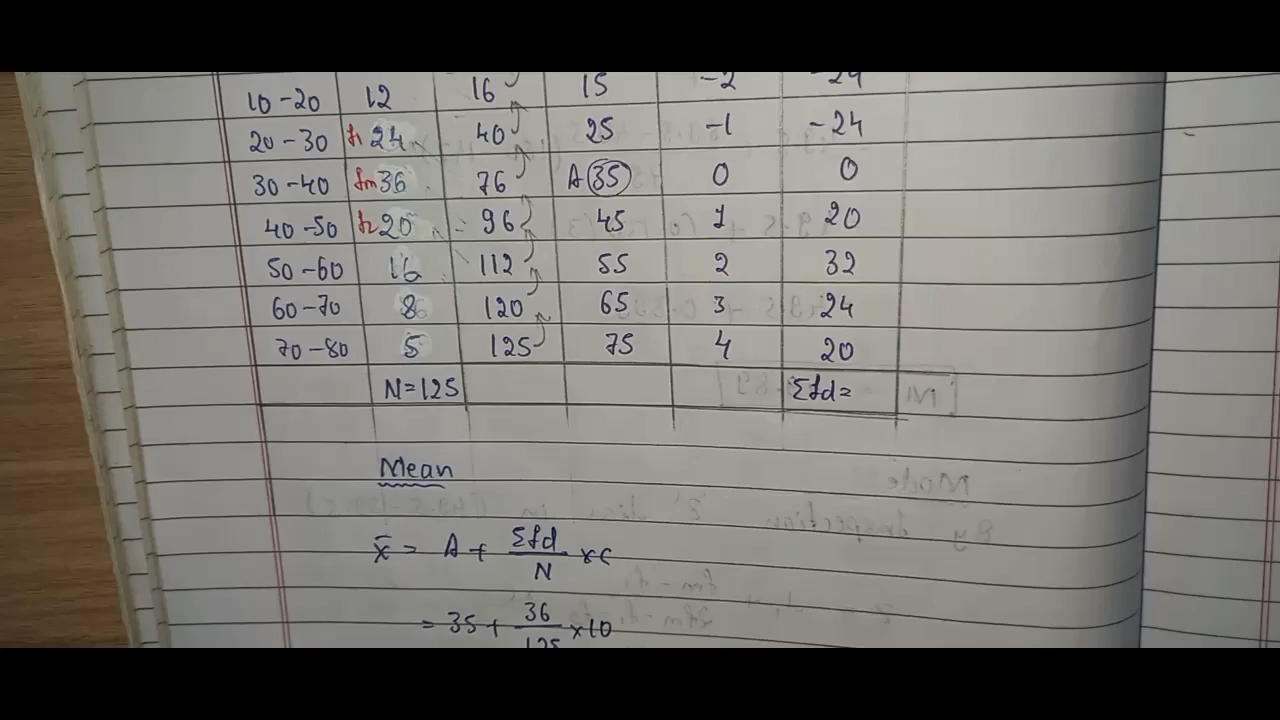 10-20 12 16 15 -2 -24
20-30 f1 24 40 25 -1 -24
30-40 fm 36 76 A 35 0 0
40-50 f2 20 96 45 1 20
50-60 16 112 55 2 32
60-70 8 120 65 3 24
70-80 5 125 75 4 20
N=125 Σfd=
Mean
x̄ = A + Σfd/N ×C
= 35 + 36/125 ×10